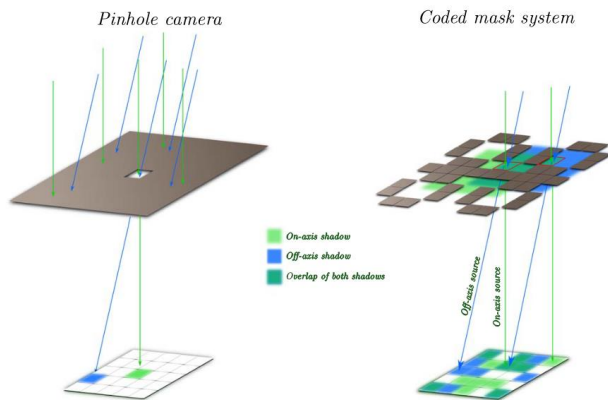 Pinhole camera
Coded mask system
On-axis shadow
Off-axis shadow
Overlap of both shadows
Off-axis source
On-axis source